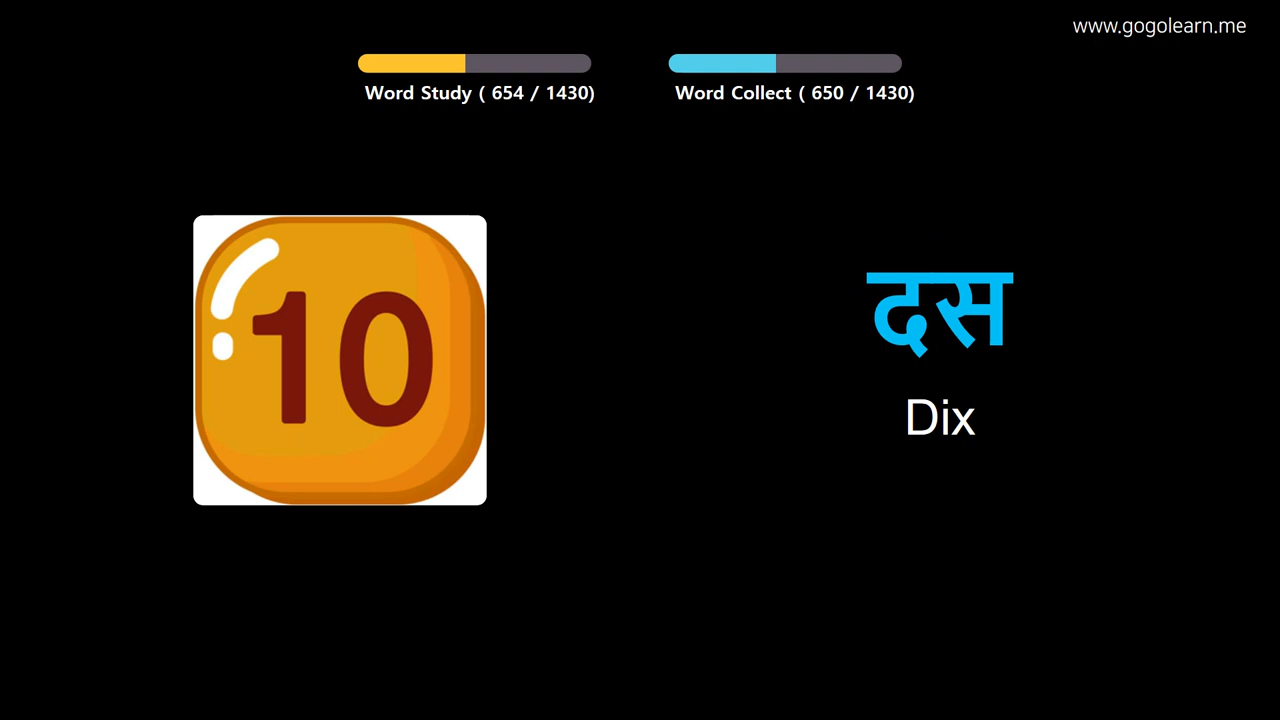 www.gogolearn.me
Word Study ( 654 / 1430)
Word Collect ( 650 / 1430)
10
दस
Dix